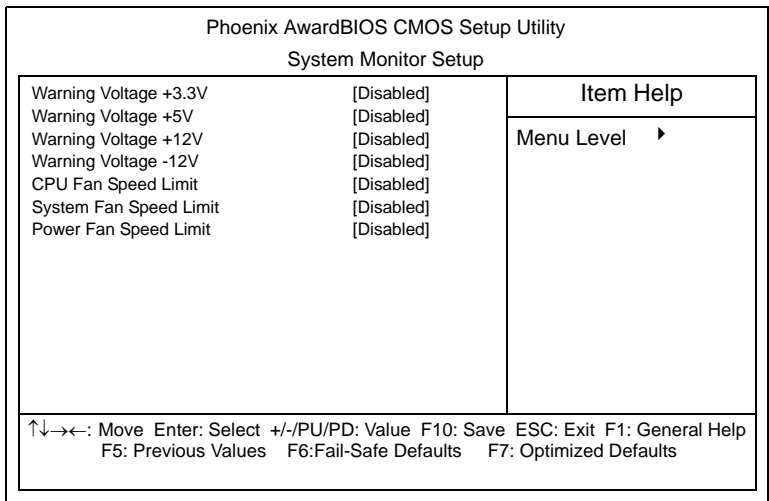 Phoenix AwardBIOS CMOS Setup Utility
System Monitor Setup
Warning Voltage +3.3V [Disabled]
Warning Voltage +5V [Disabled]
Warning Voltage +12V [Disabled]
Warning Voltage -12V [Disabled]
CPU Fan Speed Limit [Disabled]
System Fan Speed Limit [Disabled]
Power Fan Speed Limit [Disabled]
Item Help
Menu Level ▸
↑↓→←: Move Enter: Select +/-/PU/PD: Value F10: Save ESC: Exit F1: General Help
F5: Previous Values F6:Fail-Safe Defaults F7: Optimized Defaults